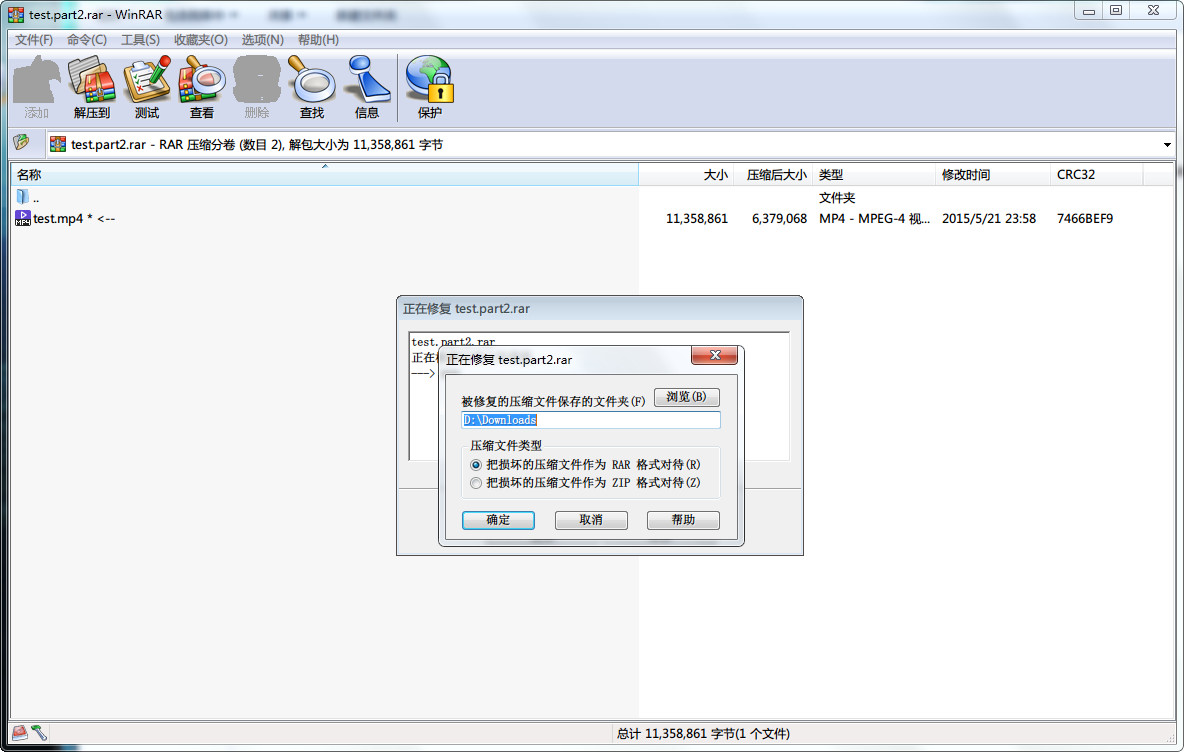 test.part2.rar - WinRAR
文件(F) 命令(C) 工具(S) 收藏夹(O) 选项(N) 帮助(H)
添加 解压到 测试 查看 删除 查找 信息 保护
test.part2.rar - RAR 压缩分卷 (数目 2), 解包大小为 11,358,861 字节
名称 大小 压缩后大小 类型 修改时间 CRC32
.. 文件夹
test.mp4 * <-- 11,358,861 6,379,068 MP4 - MPEG-4 视... 2015/5/21 23:58 7466BEF9
正在修复 test.part2.rar
test.part2.rar
正在
--->
正在修复 test.part2.rar
被修复的压缩文件保存的文件夹(F) 浏览(B)
D:\Downloads
压缩文件类型
把损坏的压缩文件作为 RAR 格式对待(R)
把损坏的压缩文件作为 ZIP 格式对待(Z)
确定 取消 帮助
总计 11,358,861 字节(1 个文件)